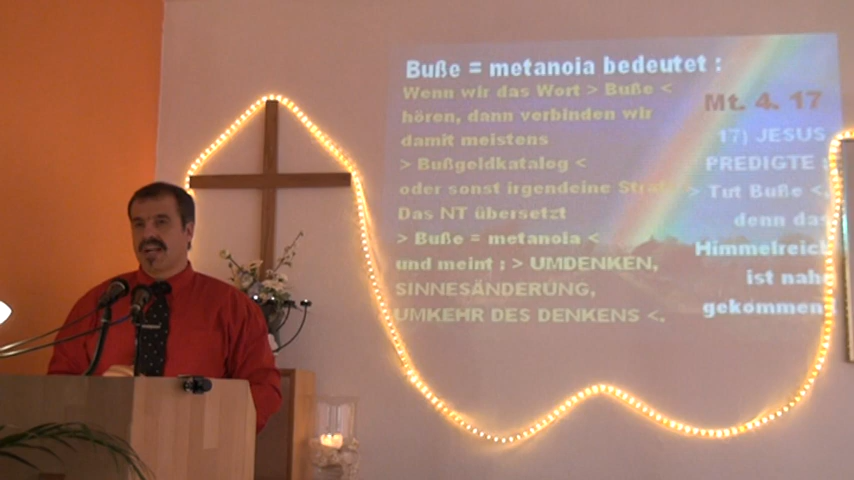 Buße = metanoia bedeutet :
Wenn wir das Wort > Buße <
hören, dann verbinden wir
damit meistens
> Bußgeldkatalog <
oder sonst irgendeine
Das NT übersetzt
> Buße = metanoia <
und meint : > UMDENKEN,
SINNESÄNDERUNG,
UMKEHR DES DENKENS <.
Mt. 4. 17
17) JESUS
PREDIGTE :
> Tut Buße <,
denn das
Himmelreich
ist nahe
gekommen